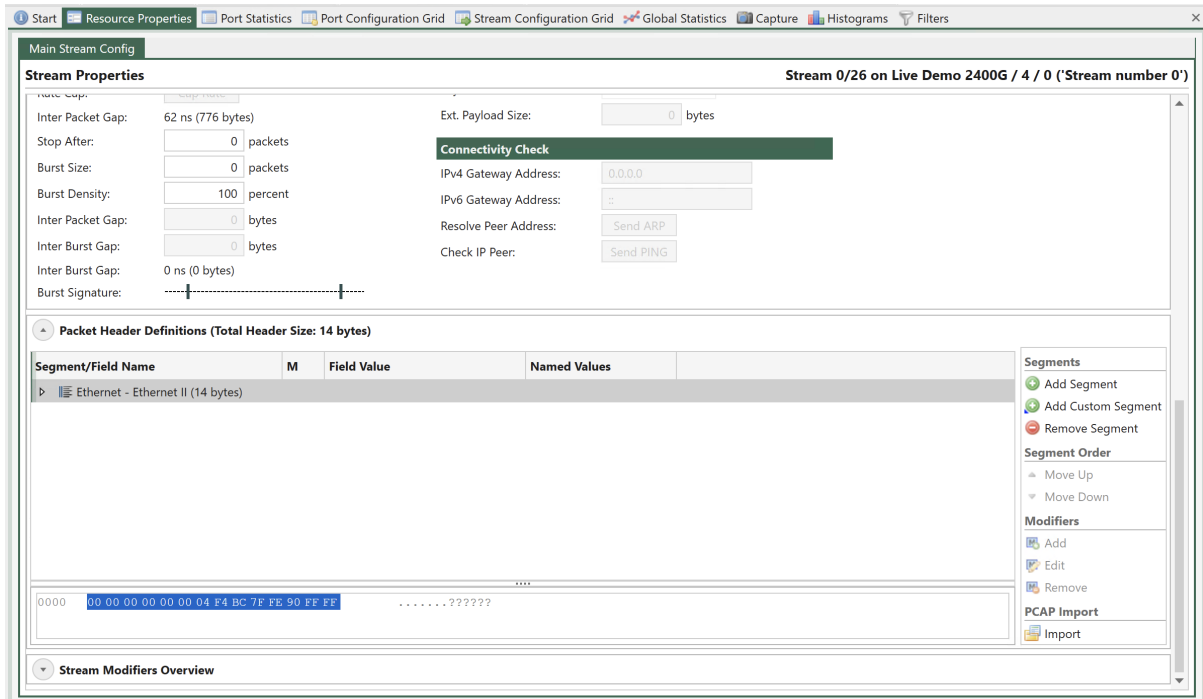 Start Resource Properties Port Statistics Port Configuration Grid Stream Configuration Grid Global Statistics Capture Histograms Filters
Main Stream Config
Stream Properties Stream 0/26 on Live Demo 2400G / 4 / 0 ('Stream number 0')
Rate Cap: Cap Rate
Inter Packet Gap: 62 ns (776 bytes) Ext. Payload Size: 0 bytes
Stop After: 0 packets
Connectivity Check
Burst Size: 0 packets IPv4 Gateway Address: 0.0.0.0
Burst Density: 100 percent IPv6 Gateway Address: ::
Inter Packet Gap: 0 bytes Resolve Peer Address: Send ARP
Inter Burst Gap: 0 bytes Check IP Peer: Send PING
Inter Burst Gap: 0 ns (0 bytes)
Burst Signature:
Packet Header Definitions (Total Header Size: 14 bytes)
Segment/Field Name M Field Value Named Values
Ethernet - Ethernet II (14 bytes)
Segments
Add Segment
Add Custom Segment
Remove Segment
Segment Order
Move Up
Move Down
Modifiers
Add
Edit
Remove
PCAP Import
Import
0000 00 00 00 00 00 00 04 F4 BC 7F FE 90 FF FF .......??????
Stream Modifiers Overview